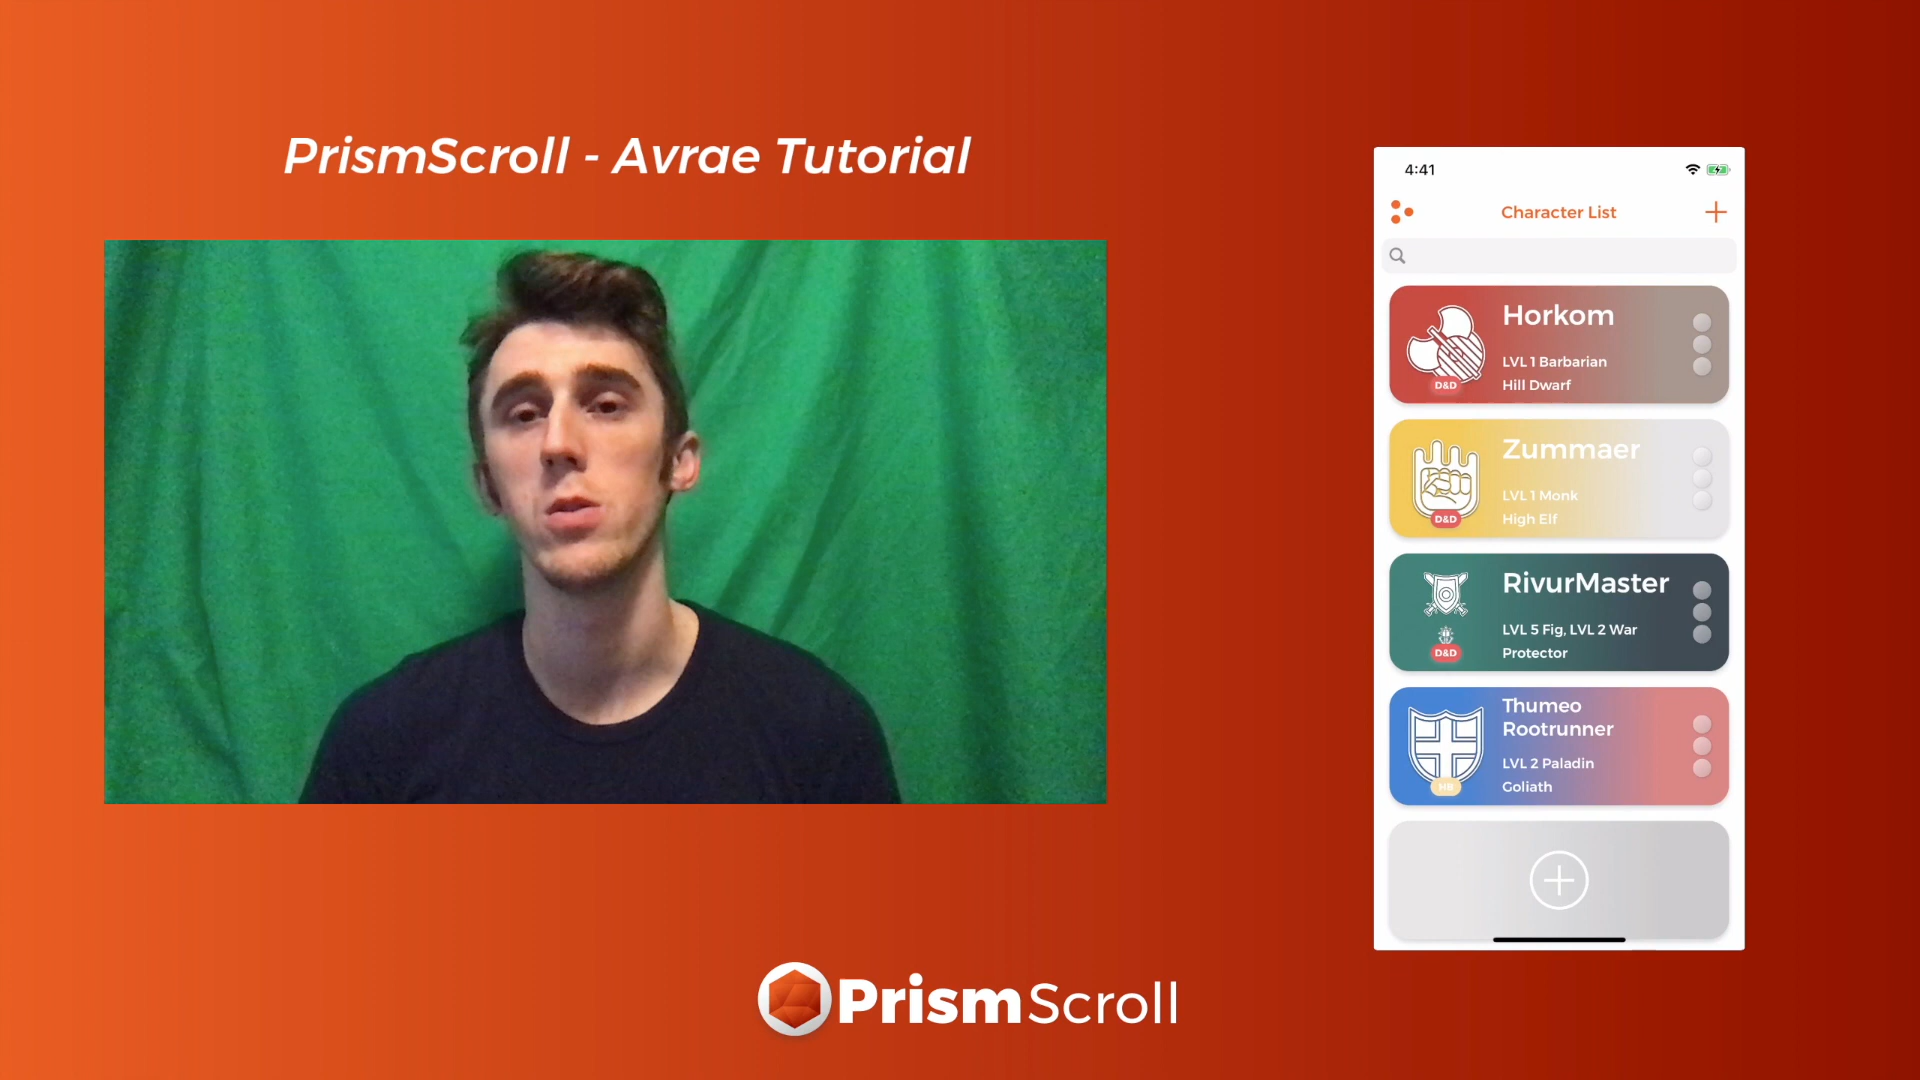 PrismScroll - Avrae Tutorial
4:41
Character List
Horkom
LVL 1 Barbarian
Hill Dwarf
D&D
Zummaer
LVL 1 Monk
High Elf
D&D
RivurMaster
LVL 5 Fig, LVL 2 War
Protector
D&D
Thumeo
Rootrunner
LVL 2 Paladin
Goliath
HB
PrismScroll